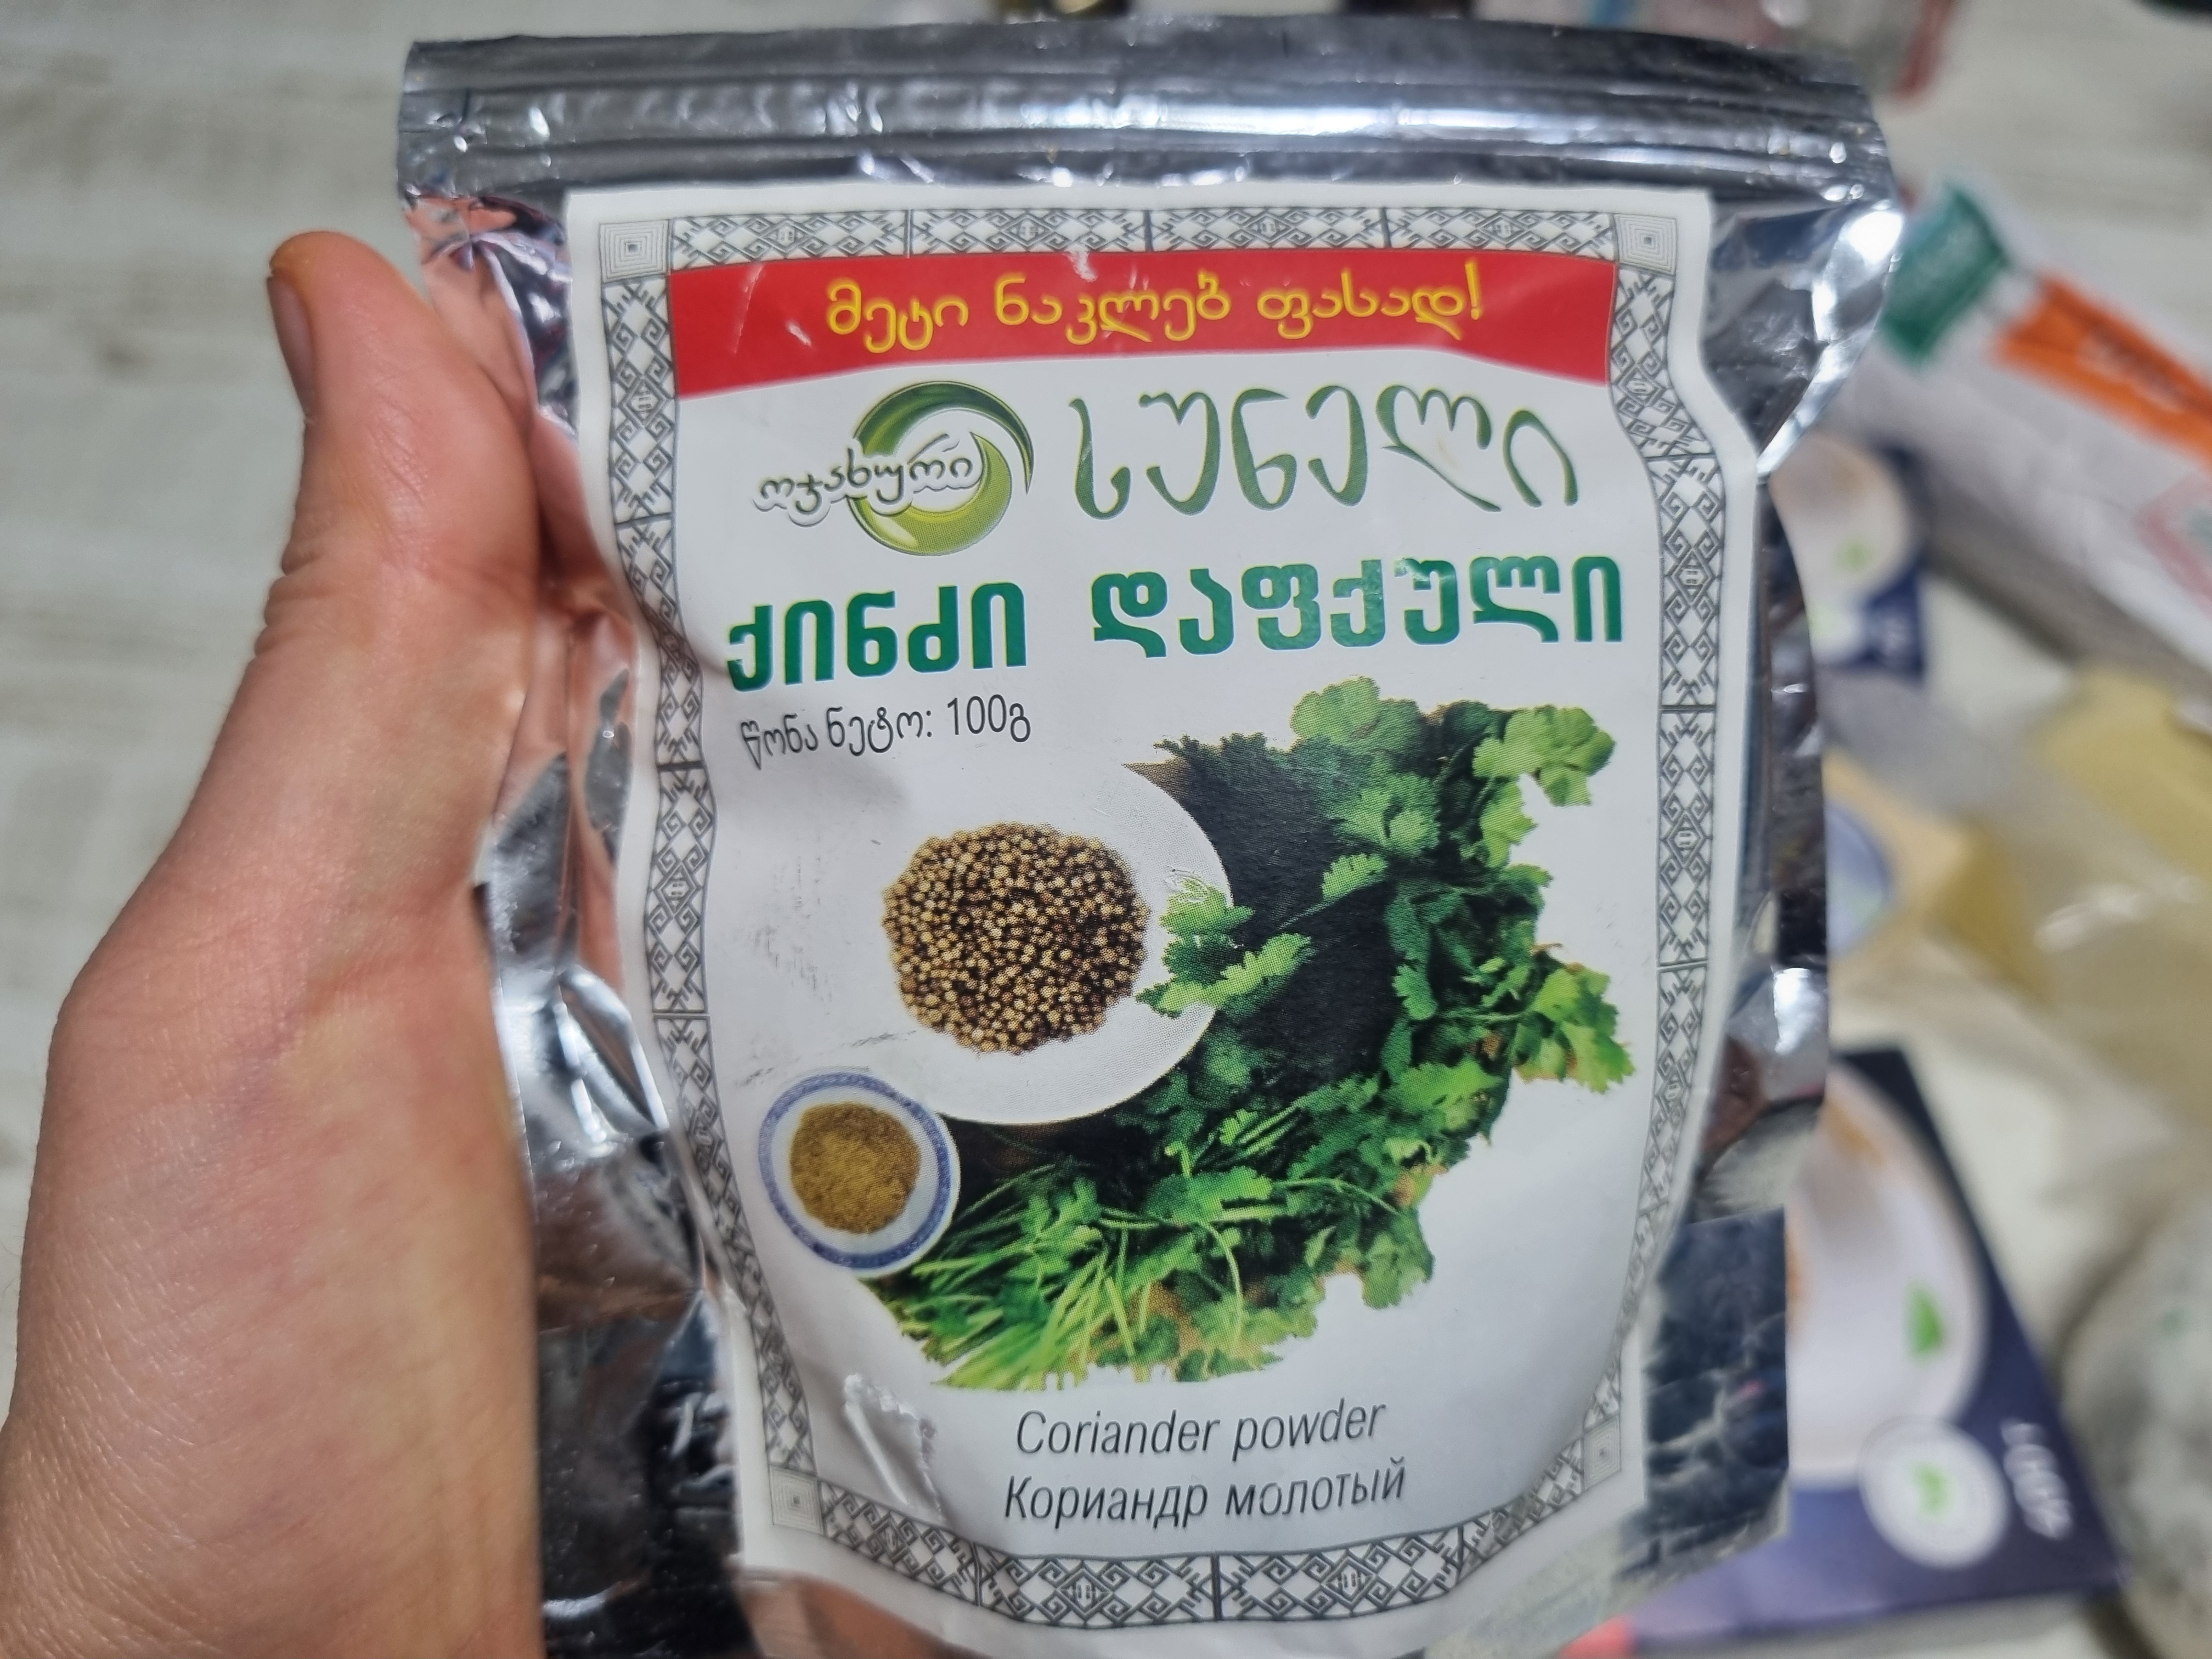 მეტი ნაკლებ ფასად!
ოჯახური
სუნელი
ქინძი დაფქული
წონა ნეტო: 100გ
Coriander powder
Кориандр молотый